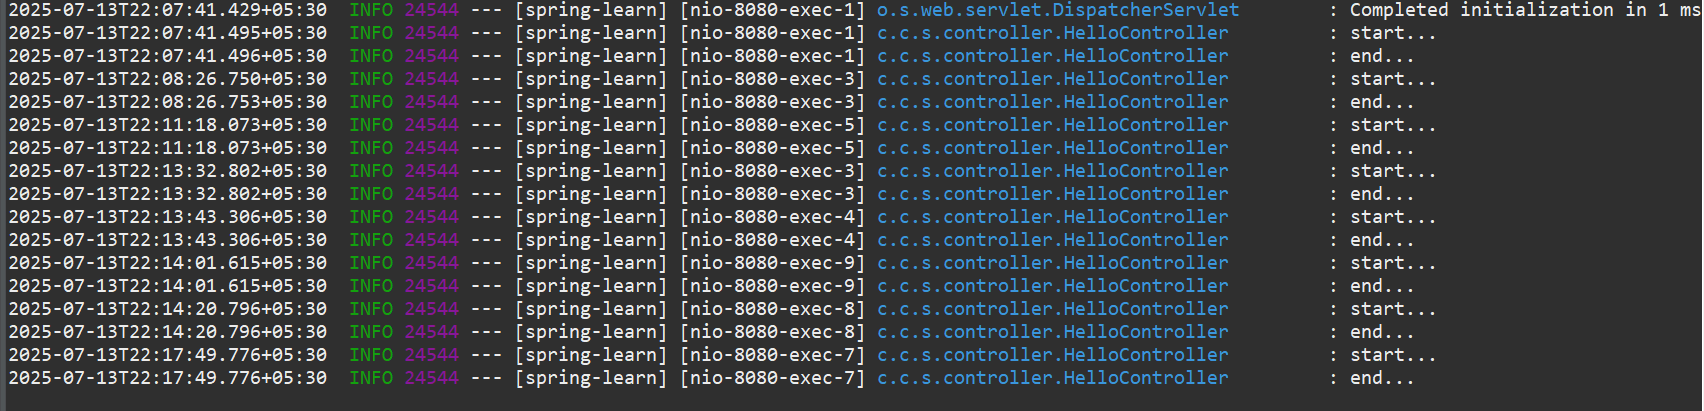 2025-07-13T22:07:41.429+05:30  INFO 24544 --- [spring-learn] [nio-8080-exec-1] o.s.web.servlet.DispatcherServlet        : Completed initialization in 1 ms
2025-07-13T22:07:41.495+05:30  INFO 24544 --- [spring-learn] [nio-8080-exec-1] c.c.s.controller.HelloController         : start...
2025-07-13T22:07:41.496+05:30  INFO 24544 --- [spring-learn] [nio-8080-exec-1] c.c.s.controller.HelloController         : end...
2025-07-13T22:08:26.750+05:30  INFO 24544 --- [spring-learn] [nio-8080-exec-3] c.c.s.controller.HelloController         : start...
2025-07-13T22:08:26.753+05:30  INFO 24544 --- [spring-learn] [nio-8080-exec-3] c.c.s.controller.HelloController         : end...
2025-07-13T22:11:18.073+05:30  INFO 24544 --- [spring-learn] [nio-8080-exec-5] c.c.s.controller.HelloController         : start...
2025-07-13T22:11:18.073+05:30  INFO 24544 --- [spring-learn] [nio-8080-exec-5] c.c.s.controller.HelloController         : end...
2025-07-13T22:13:32.802+05:30  INFO 24544 --- [spring-learn] [nio-8080-exec-3] c.c.s.controller.HelloController         : start...
2025-07-13T22:13:32.802+05:30  INFO 24544 --- [spring-learn] [nio-8080-exec-3] c.c.s.controller.HelloController         : end...
2025-07-13T22:13:43.306+05:30  INFO 24544 --- [spring-learn] [nio-8080-exec-4] c.c.s.controller.HelloController         : start...
2025-07-13T22:13:43.306+05:30  INFO 24544 --- [spring-learn] [nio-8080-exec-4] c.c.s.controller.HelloController         : end...
2025-07-13T22:14:01.615+05:30  INFO 24544 --- [spring-learn] [nio-8080-exec-9] c.c.s.controller.HelloController         : start...
2025-07-13T22:14:01.615+05:30  INFO 24544 --- [spring-learn] [nio-8080-exec-9] c.c.s.controller.HelloController         : end...
2025-07-13T22:14:20.796+05:30  INFO 24544 --- [spring-learn] [nio-8080-exec-8] c.c.s.controller.HelloController         : start...
2025-07-13T22:14:20.796+05:30  INFO 24544 --- [spring-learn] [nio-8080-exec-8] c.c.s.controller.HelloController         : end...
2025-07-13T22:17:49.776+05:30  INFO 24544 --- [spring-learn] [nio-8080-exec-7] c.c.s.controller.HelloController         : start...
2025-07-13T22:17:49.776+05:30  INFO 24544 --- [spring-learn] [nio-8080-exec-7] c.c.s.controller.HelloController         : end...